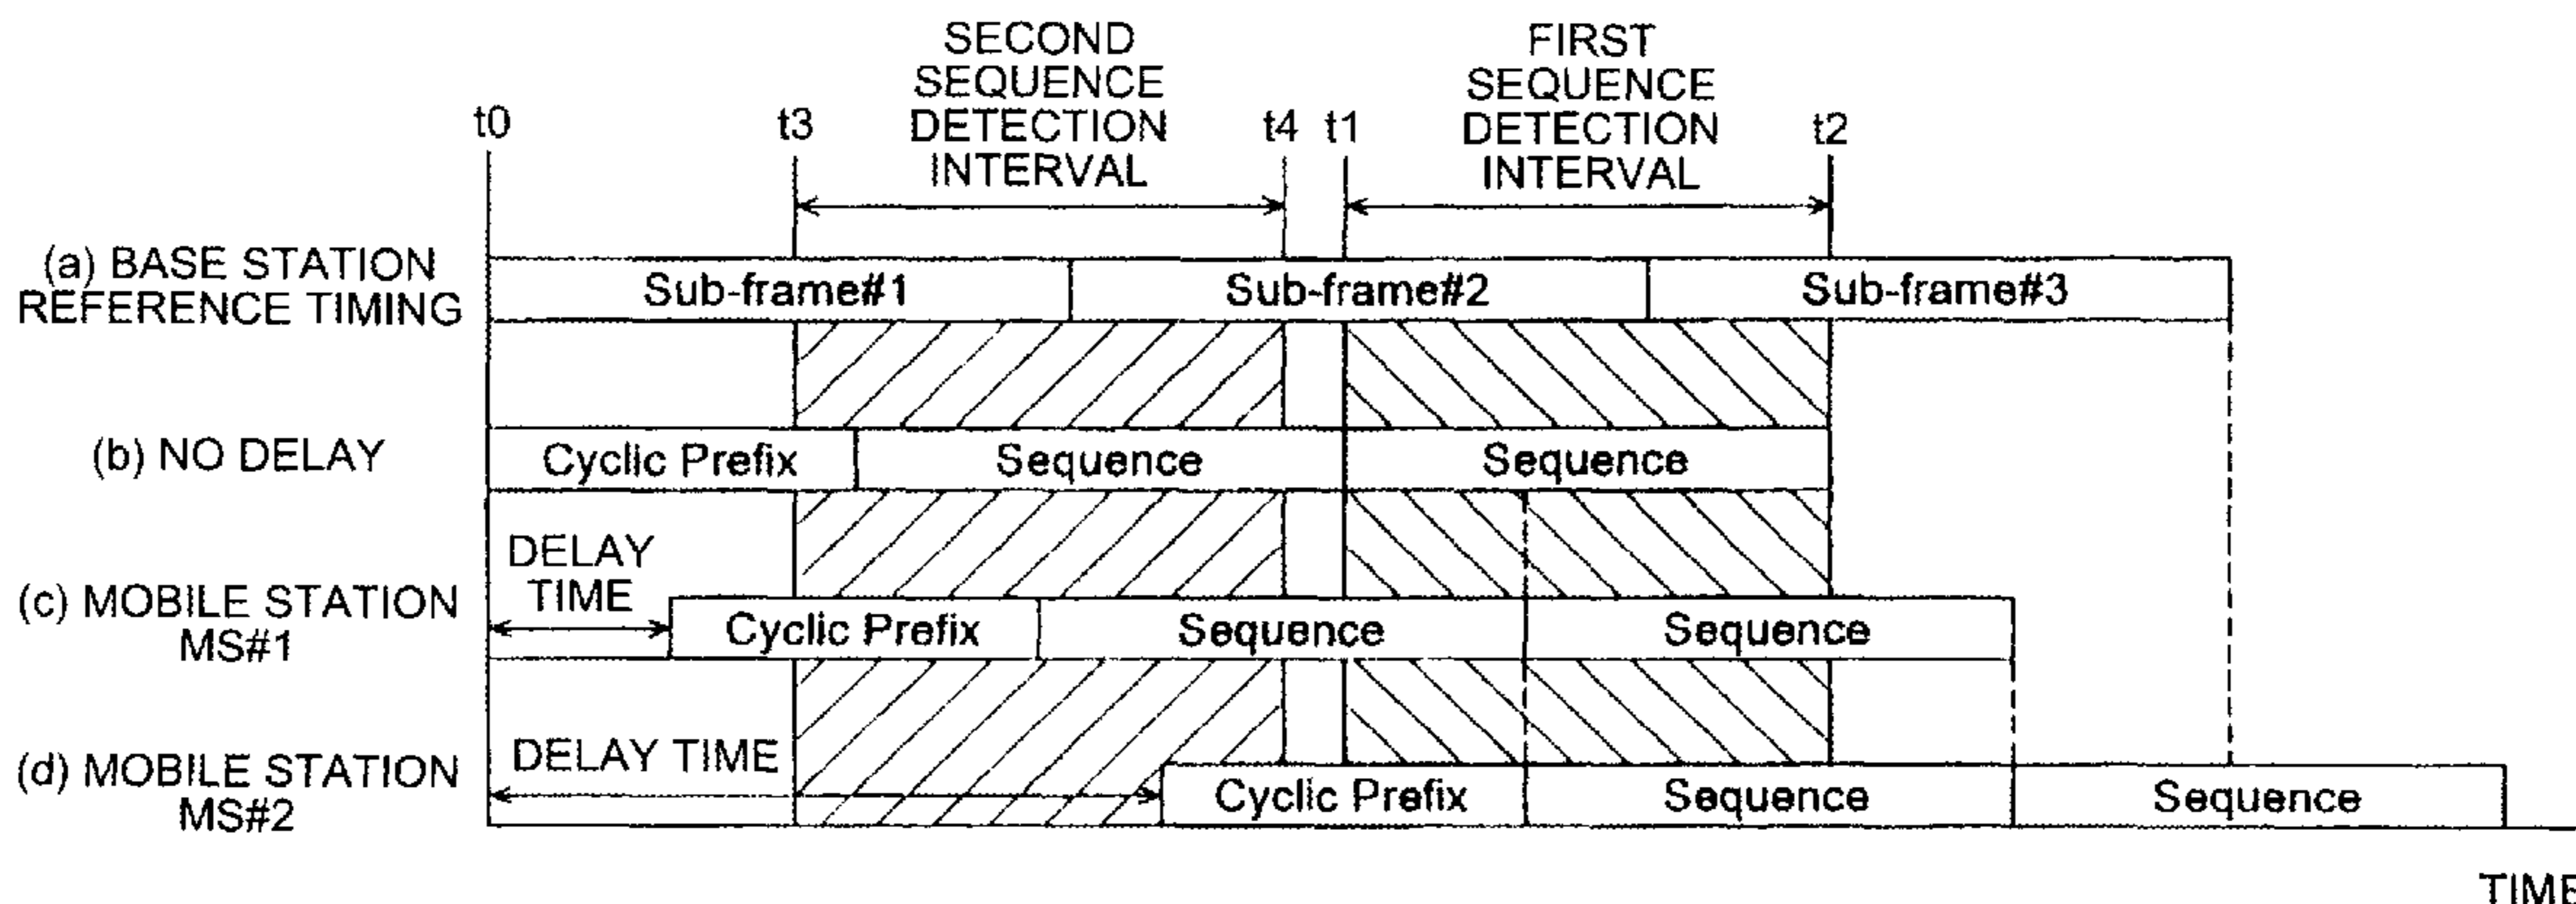 SECOND
SEQUENCE
DETECTION
INTERVAL
FIRST
SEQUENCE
DETECTION
INTERVAL
t0
t3
t4
t1
t2
(a) BASE STATION
REFERENCE TIMING
Sub-frame#1
Sub-frame#2
Sub-frame#3
(b) NO DELAY
Cyclic Prefix
Sequence
Sequence
DELAY
TIME
(c) MOBILE STATION
MS#1
Cyclic Prefix
Sequence
Sequence
DELAY TIME
(d) MOBILE STATION
MS#2
Cyclic Prefix
Sequence
Sequence
TIME